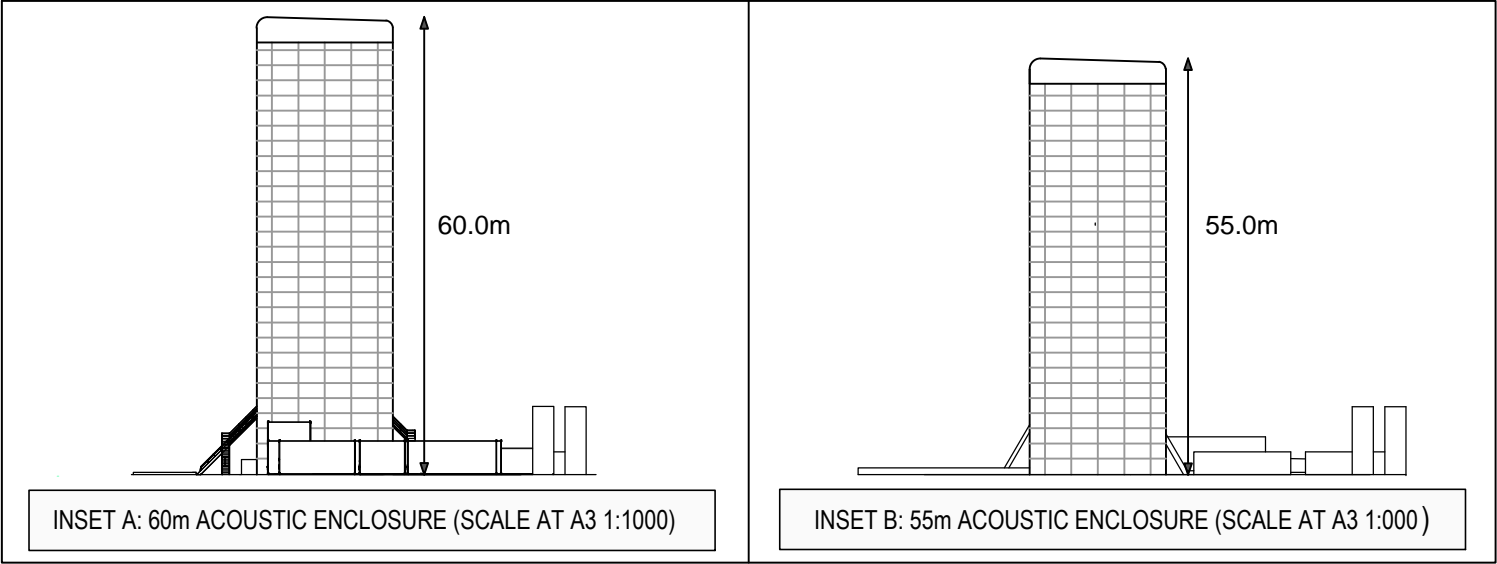 60.0m
INSET A: 60m ACOUSTIC ENCLOSURE (SCALE AT A3 1:1000)
55.0m
INSET B: 55m ACOUSTIC ENCLOSURE (SCALE AT A3 1:000)